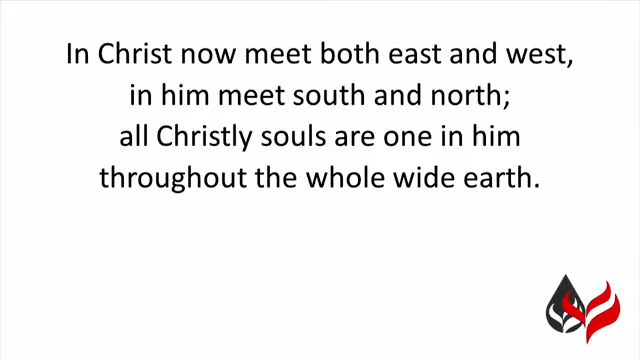 In Christ now meet both east and west,
in him meet south and north;
all Christly souls are one in him
throughout the whole wide earth.